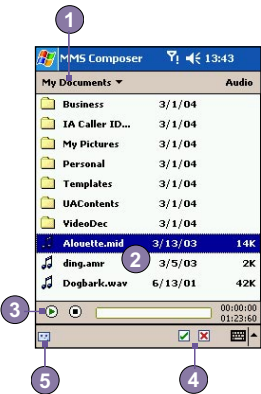 1
MMS Composer 13:43
My Documents Audio
Business 3/1/04
IA Caller ID... 3/1/04
My Pictures 3/1/04
Personal 3/1/04
Templates 3/1/04
UAContents 3/1/04
VideoDec 3/1/04
Alouette.mid 3/13/03 14K
2
ding.amr 3/5/03 2K
Dogbark.wav 6/13/01 42K
3
00:00:00
01:23:60
5
4